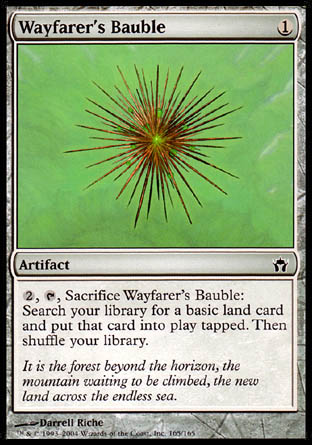 Wayfarer's Bauble 1
Artifact
2, , Sacrifice Wayfarer's Bauble:
Search your library for a basic land card
and put that card into play tapped. Then
shuffle your library.
It is the forest beyond the horizon, the
mountain waiting to be climbed, the new
land across the endless sea.
Darrell Riche
™ & © 1993–2004 Wizards of the Coast, Inc. 165/165